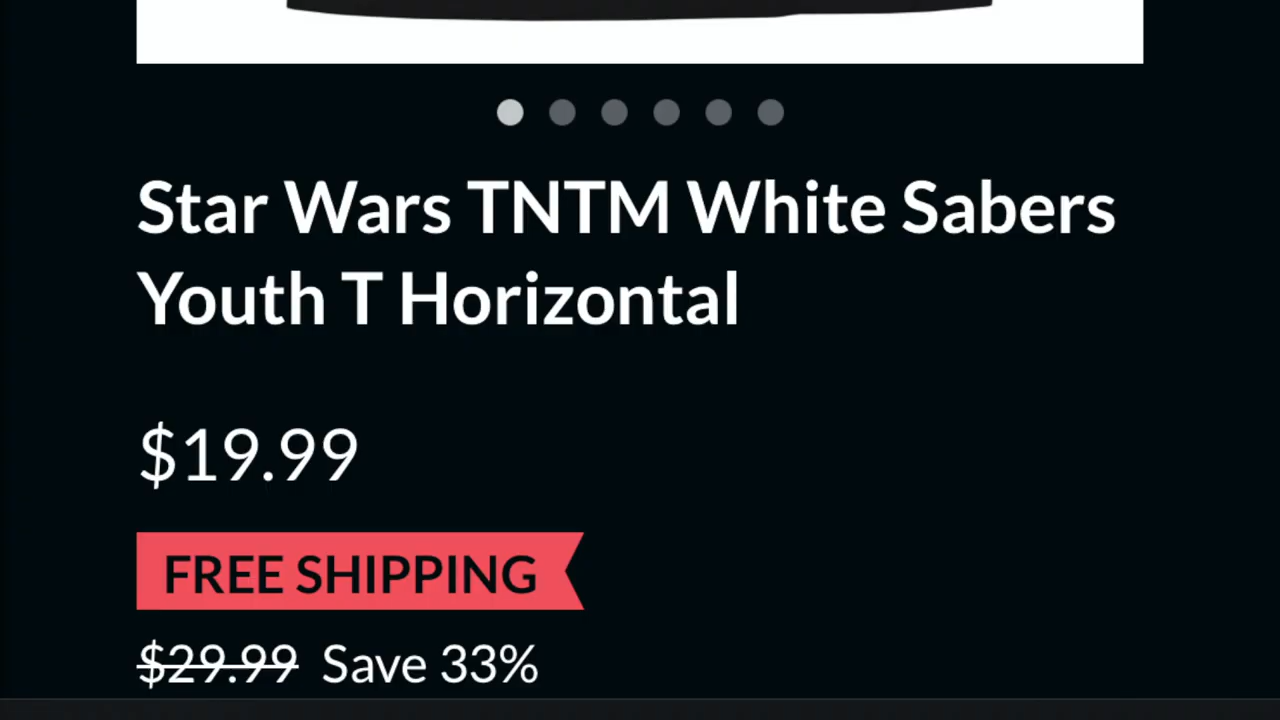 Star Wars TNTM White Sabers
Youth T Horizontal
$19.99
FREE SHIPPING
$29.99 Save 33%